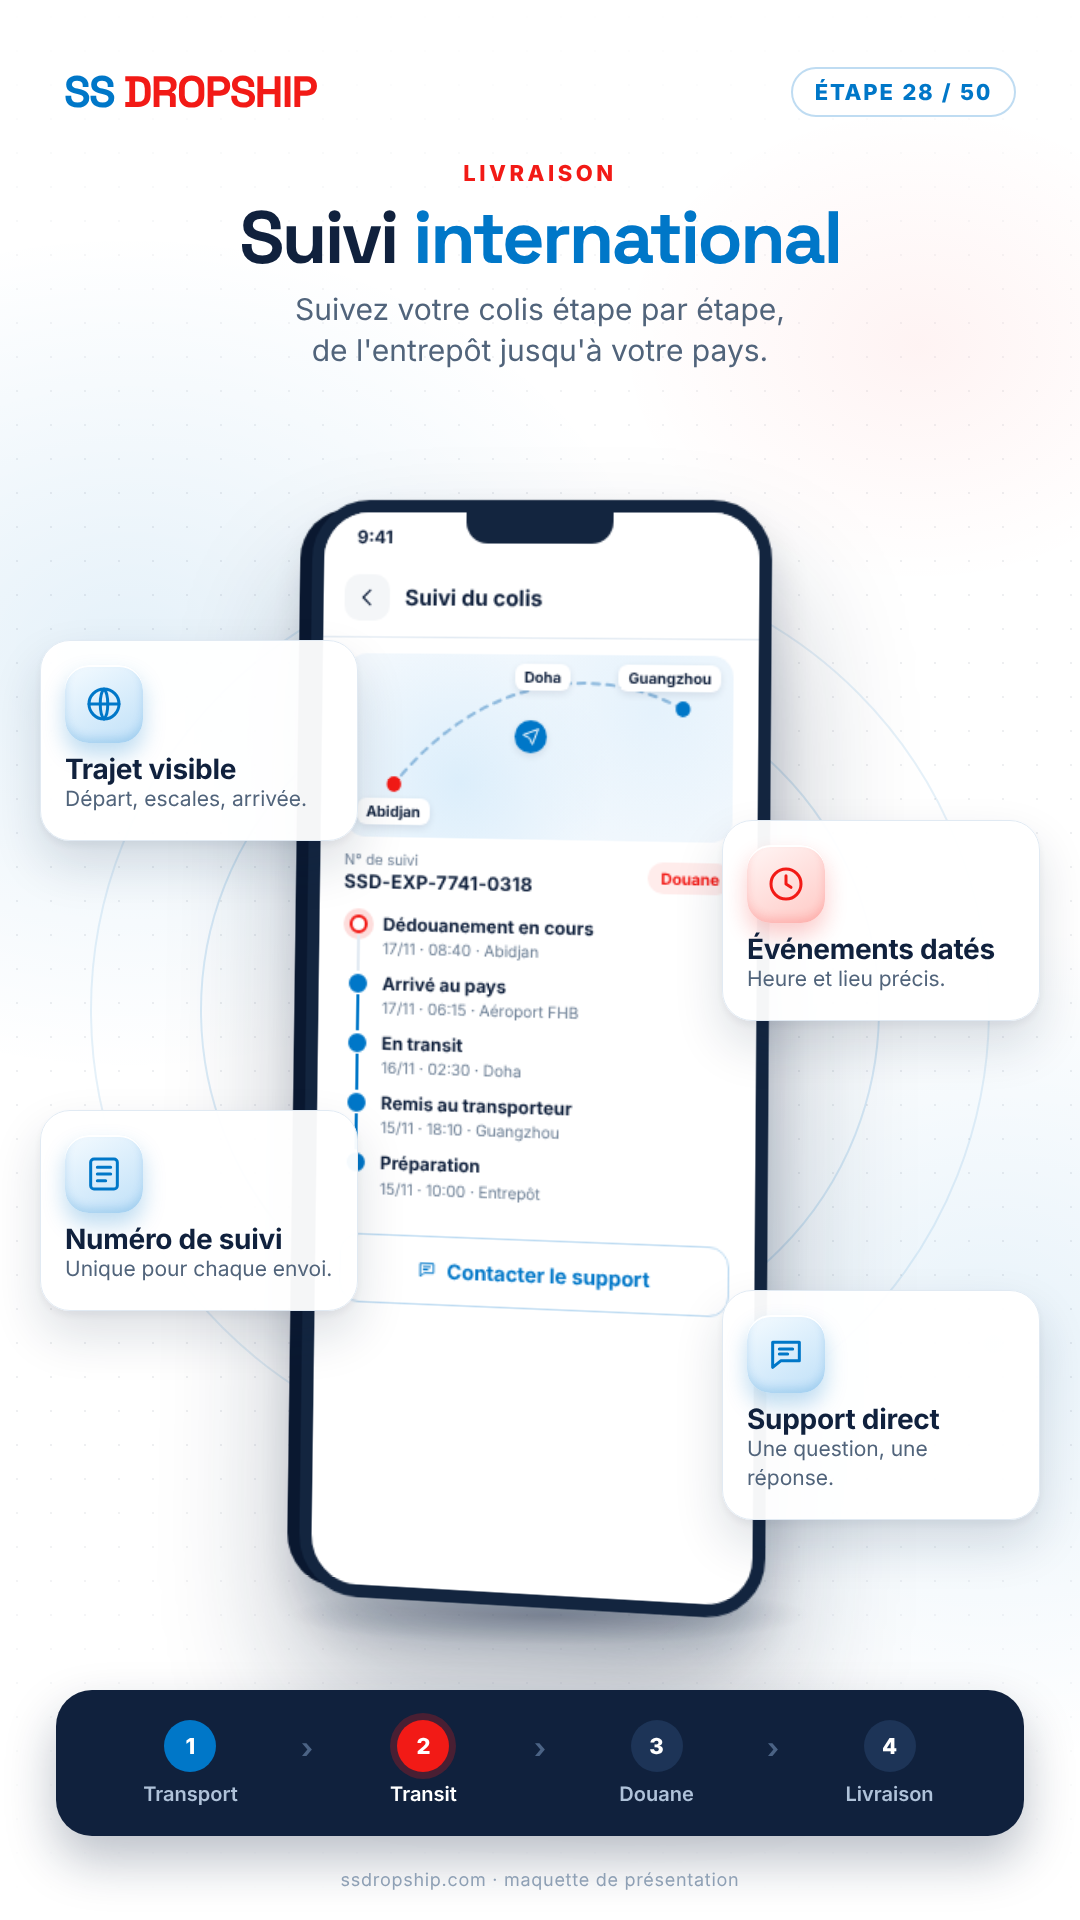 SS DROPSHIP
ÉTAPE 28 / 50
LIVRAISON
Suivi international
Suivez votre colis étape par étape,
de l'entrepôt jusqu'à votre pays.
9:41
Suivi du colis
Doha
Guangzhou
Abidjan
Trajet visible
Départ, escales, arrivée.
N° de suivi
SSD-EXP-7741-0318
Douane
Dédouanement en cours
17/11 · 08:40 · Abidjan
Arrivé au pays
17/11 · 06:15 · Aéroport FHB
En transit
16/11 · 02:30 · Doha
Remis au transporteur
15/11 · 18:10 · Guangzhou
Préparation
15/11 · 10:00 · Entrepôt
Contacter le support
Événements datés
Heure et lieu précis.
Numéro de suivi
Unique pour chaque envoi.
Support direct
Une question, une
réponse.
1 › 2 › 3 › 4
Transport Transit Douane Livraison
ssdropship.com · maquette de présentation